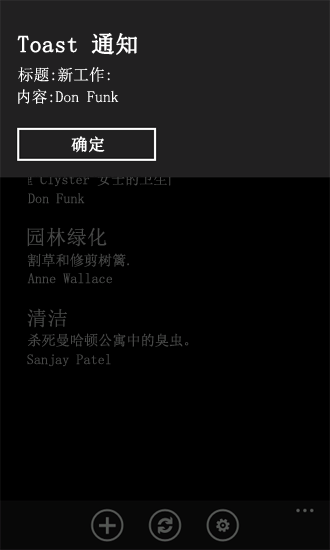 Toast 通知
标题:新工作:
内容:Don Funk
确定
Clyster 女士的卫生
Don Funk
园林绿化
割草和修剪树篱.
Anne Wallace
清洁
杀死曼哈顿公寓中的臭虫。
Sanjay Patel